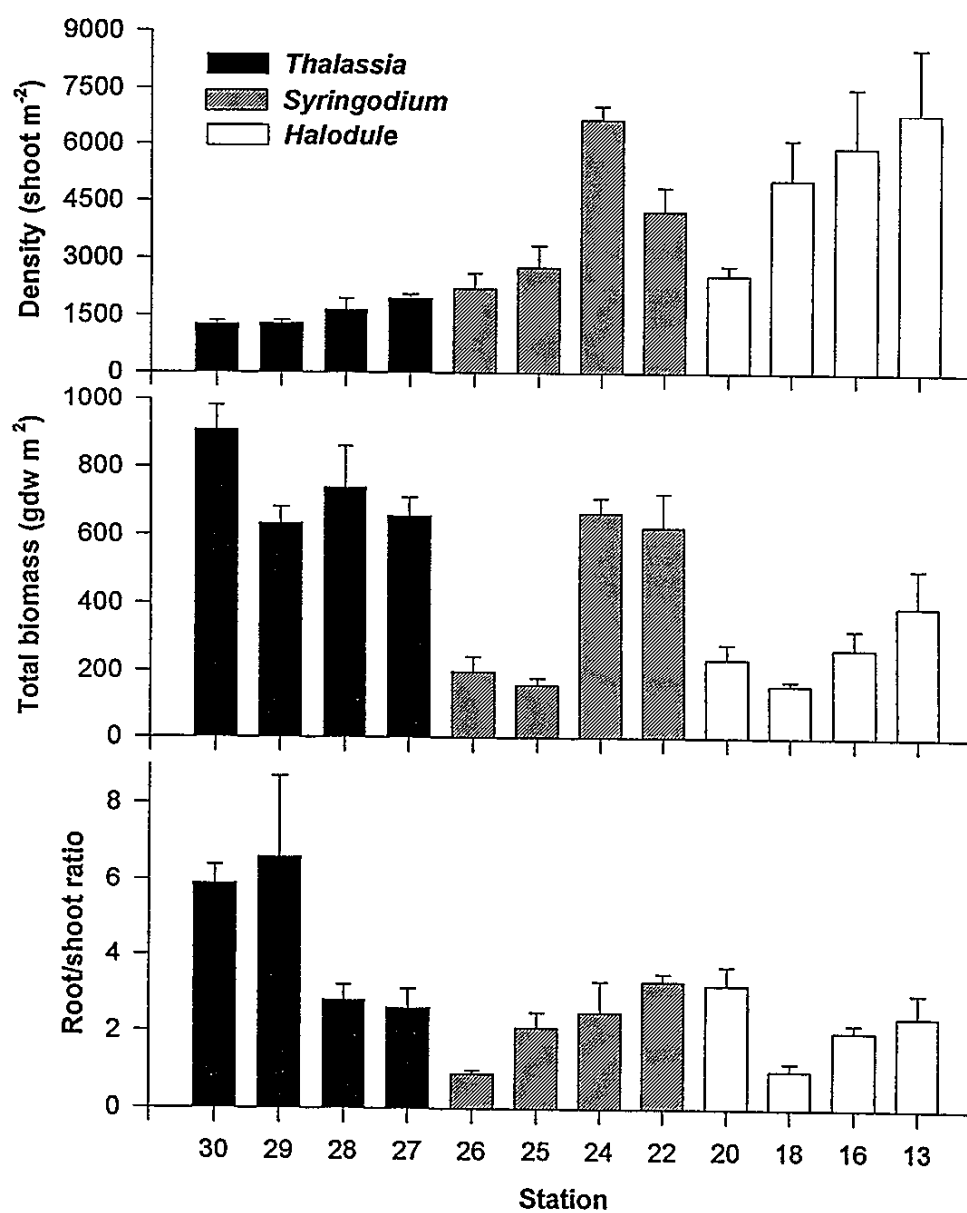 9000
7500
6000
4500
3000
1500
0
Density (shoot m⁻²)
Thalassia
Syringodium
Halodule
1000
800
600
400
200
0
Total biomass (gdw m²)
8
6
4
2
0
Root/shoot ratio
30 29 28 27 26 25 24 22 20 18 16 13
Station